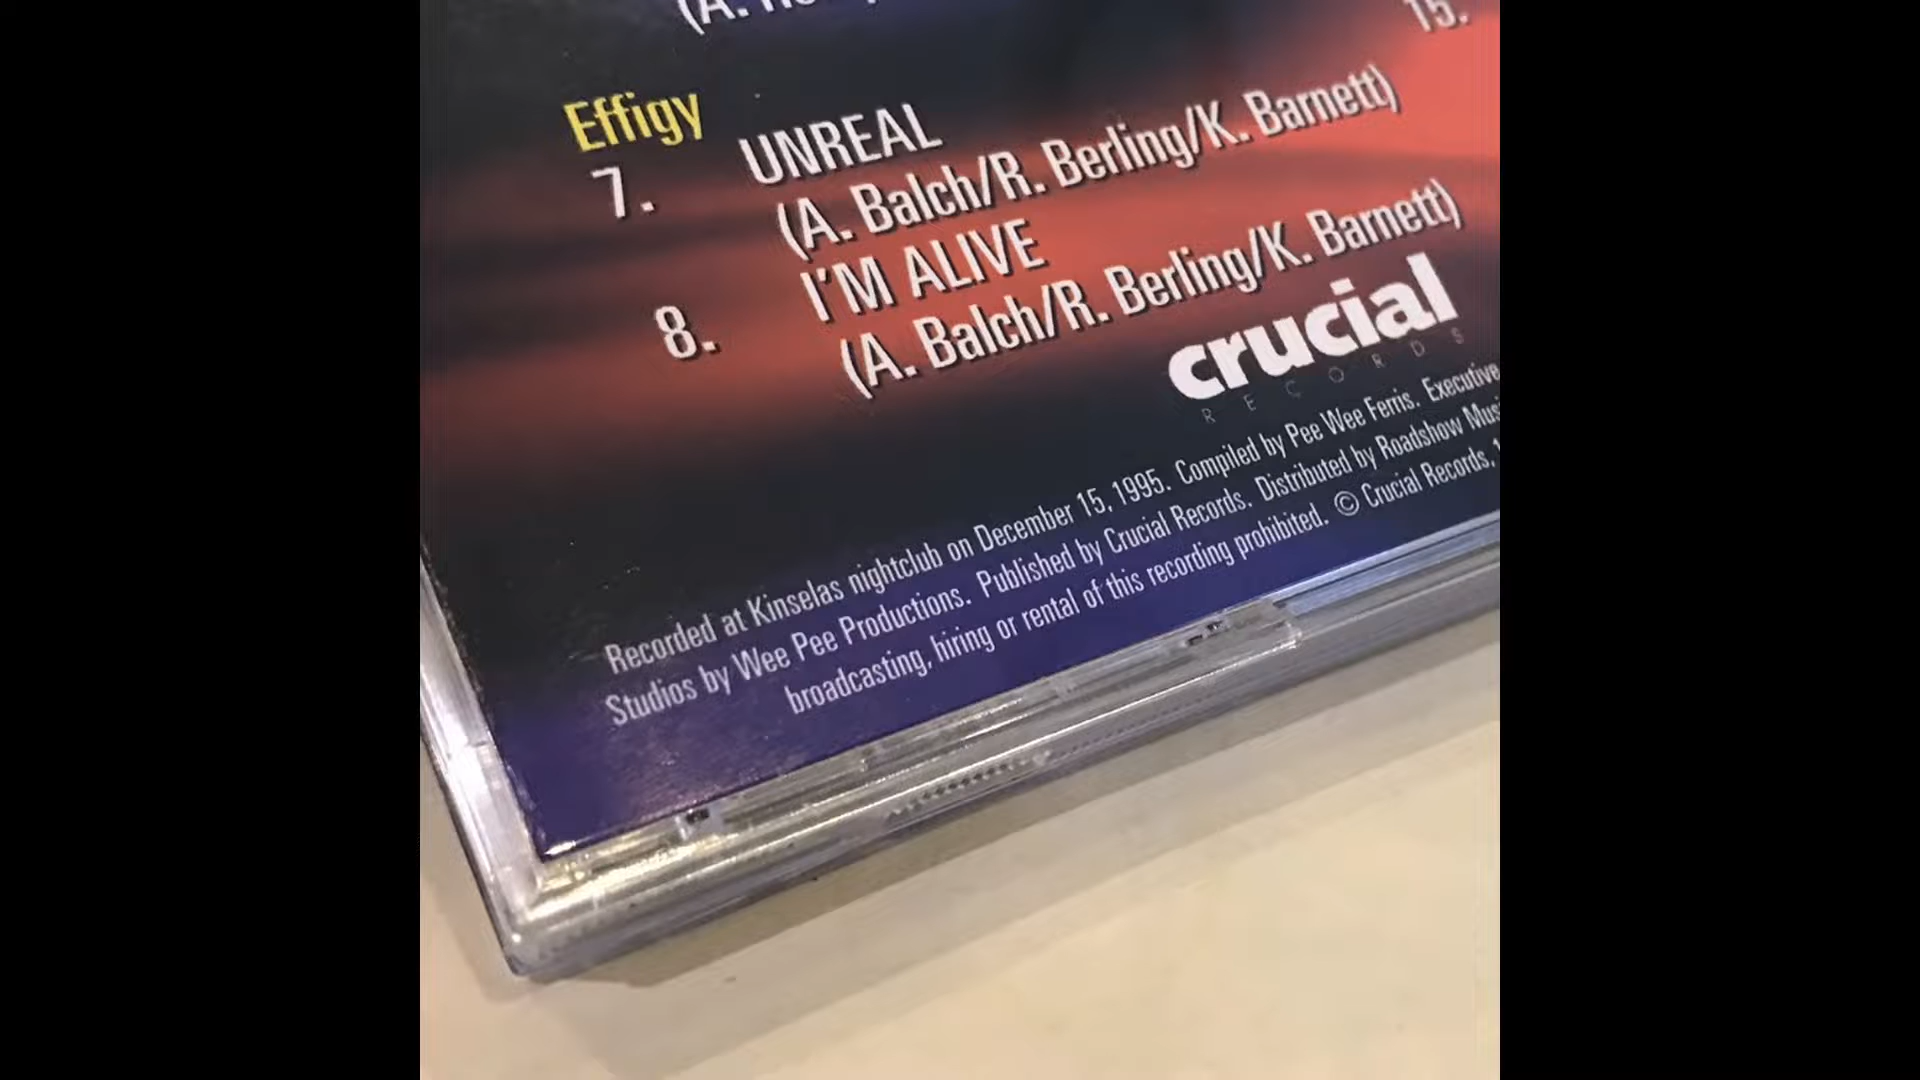 (A.
15.
Effigy
7. UNREAL
(A. Balch/R. Berling/K. Barnett)
8. I'M ALIVE
(A. Balch/R. Berling/K. Barnett)
crucial
RECORDS
Recorded at Kinselas nightclub on December 15, 1995. Compiled by Pee Wee Ferris. Executive
Studios by Wee Pee Productions. Published by Crucial Records. Distributed by Roadshow
broadcasting, hiring or rental of this recording prohibited. © Crucial Records,